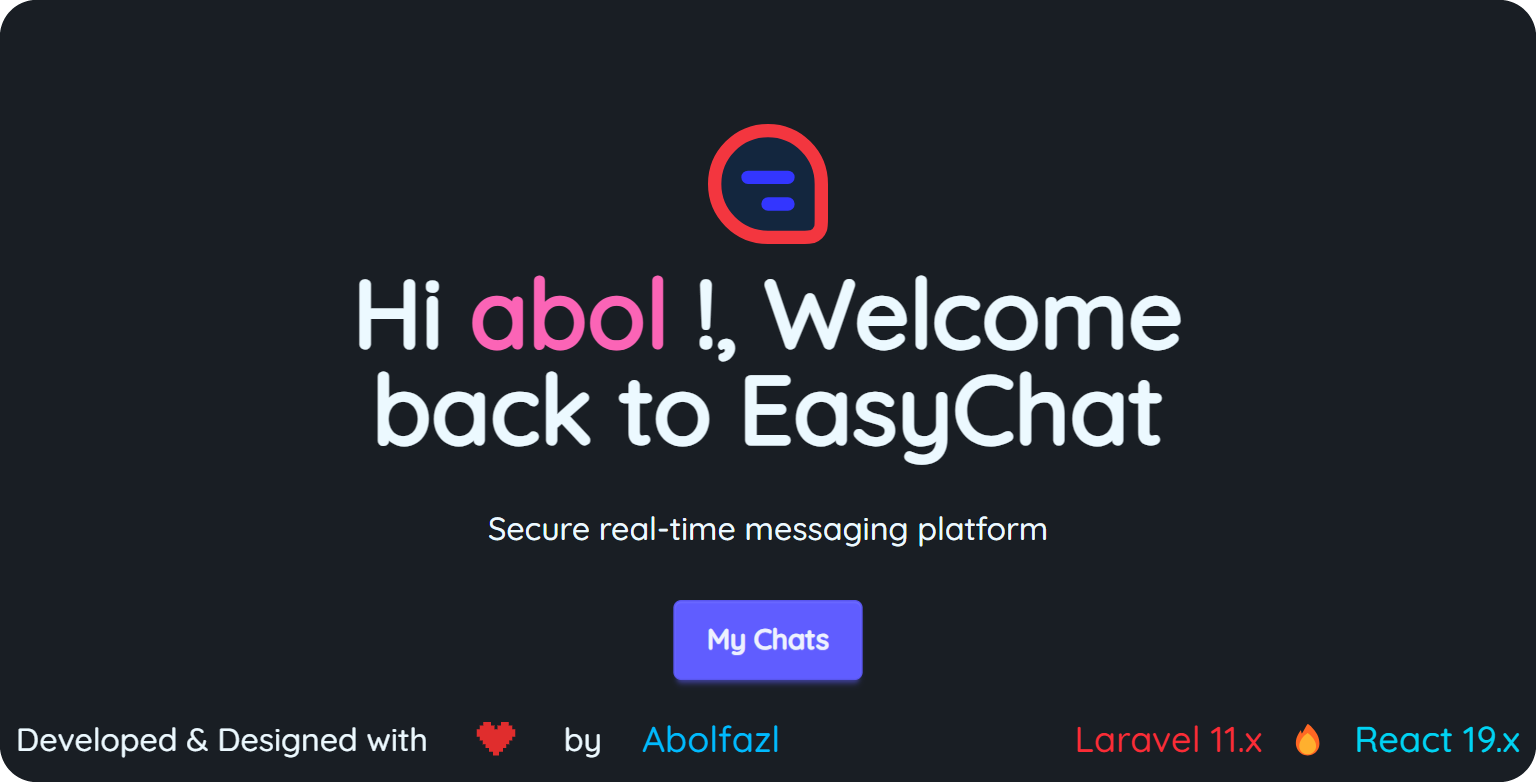 Hi abol !, Welcome
back to EasyChat
Secure real-time messaging platform
My Chats
Developed & Designed with ❤️ by Abolfazl
Laravel 11.x 🔥 React 19.x